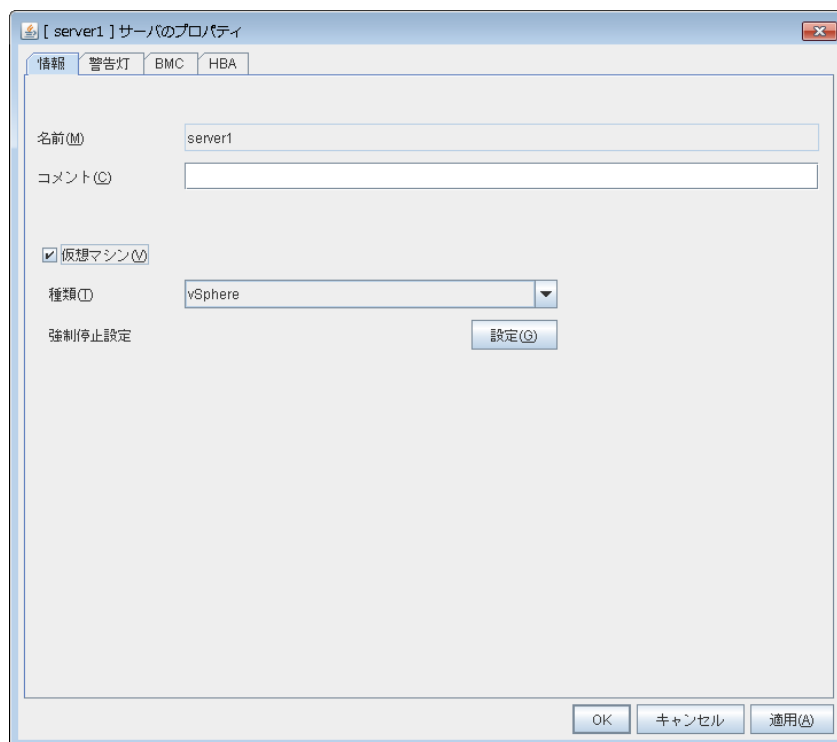 [ server1 ] サーバのプロパティ
情報 警告灯 BMC HBA
名前(M) server1
コメント(C)
仮想マシン(V)
種類(T) vSphere
強制停止設定 設定(G)
OK キャンセル 適用(A)